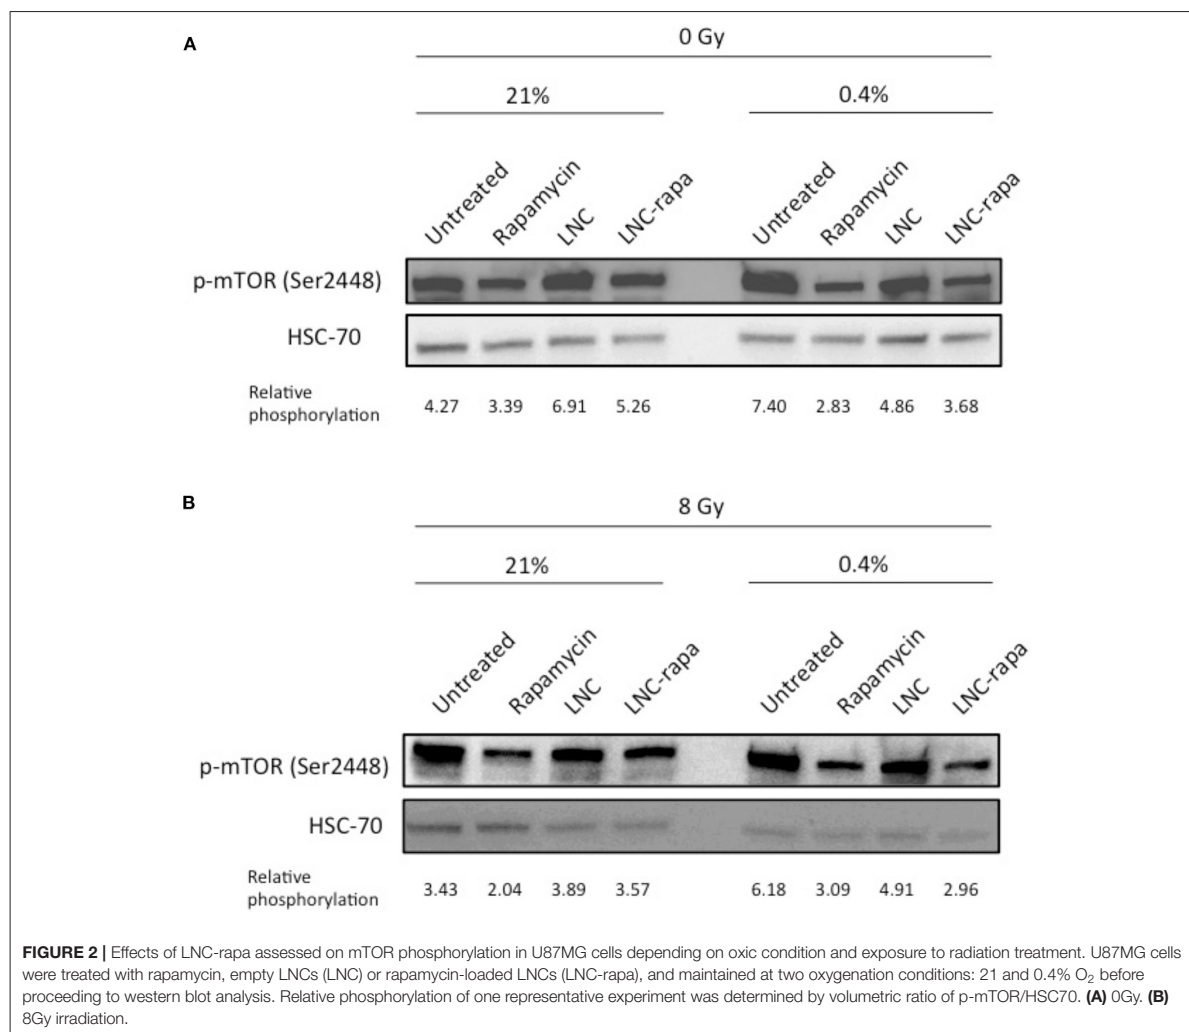 A
0 Gy
21%
0.4%
Untreated
Rapamycin
LNC
LNC-rapa
Untreated
Rapamycin
LNC
LNC-rapa
p-mTOR (Ser2448)
HSC-70
Relative
phosphorylation
4.27 3.39 6.91 5.26 7.40 2.83 4.86 3.68
B
8 Gy
21%
0.4%
Untreated
Rapamycin
LNC
LNC-rapa
Untreated
Rapamycin
LNC
LNC-rapa
p-mTOR (Ser2448)
HSC-70
Relative
phosphorylation
3.43 2.04 3.89 3.57 6.18 3.09 4.91 2.96
FIGURE 2 | Effects of LNC-rapa assessed on mTOR phosphorylation in U87MG cells depending on oxic condition and exposure to radiation treatment. U87MG cells
were treated with rapamycin, empty LNCs (LNC) or rapamycin-loaded LNCs (LNC-rapa), and maintained at two oxygenation conditions: 21 and 0.4% O₂ before
proceeding to western blot analysis. Relative phosphorylation of one representative experiment was determined by volumetric ratio of p-mTOR/HSC70. (A) 0Gy. (B)
8Gy irradiation.